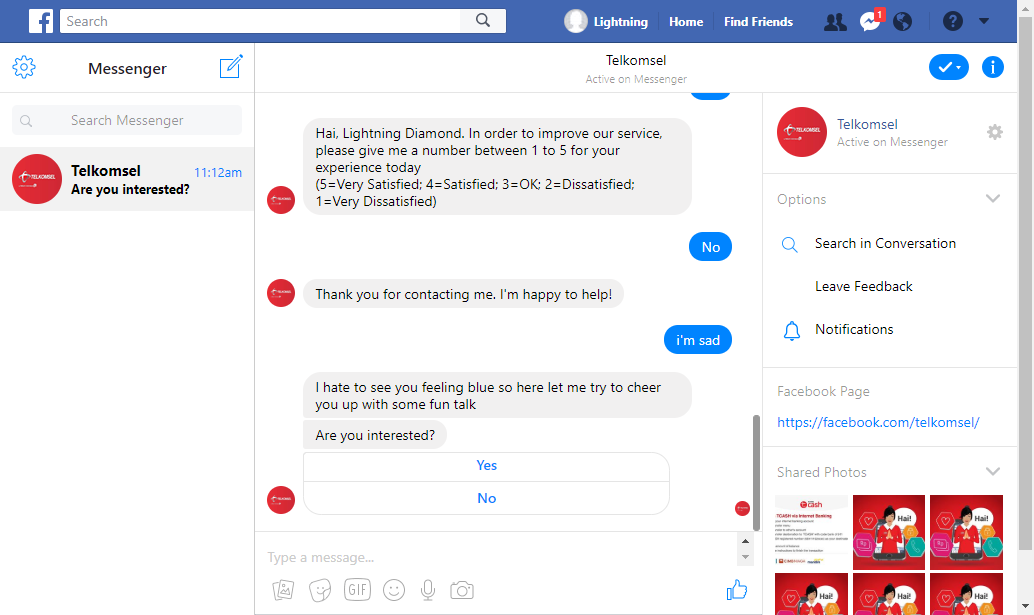 Search
Lightning
Home
Find Friends
1
Messenger
Search Messenger
Telkomsel
11:12am
Are you interested?
Telkomsel
Active on Messenger
Hai, Lightning Diamond. In order to improve our service,
please give me a number between 1 to 5 for your
experience today
(5=Very Satisfied; 4=Satisfied; 3=OK; 2=Dissatisfied;
1=Very Dissatisfied)
No
Thank you for contacting me. I'm happy to help!
i'm sad
I hate to see you feeling blue so here let me try to cheer
you up with some fun talk
Are you interested?
Yes
No
Type a message...
GIF
Telkomsel
Active on Messenger
Options
Search in Conversation
Leave Feedback
Notifications
Facebook Page
https://facebook.com/telkomsel/
Shared Photos
cash
TCASH via Internet Banking
Hai!
Hai!
Hai!
Hai!
Hai!